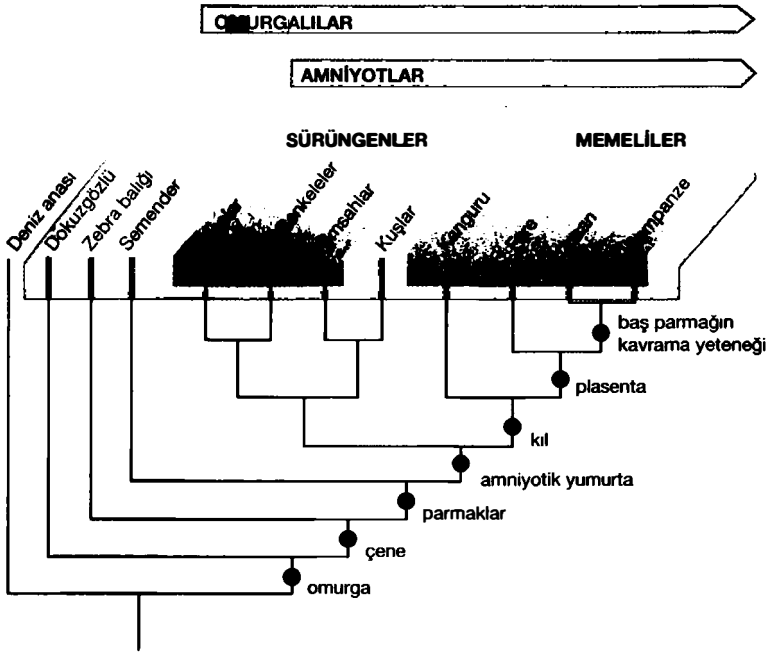 OMURGALILAR
AMNİYOTLAR
SÜRÜNGENLER
MEMELİLER
Deniz anası
Dokuzgözlü
Zebra balığı
Semender
Kuşlar
baş parmağın
kavrama yeteneği
plasenta
kıl
amniyotik yumurta
parmaklar
çene
omurga